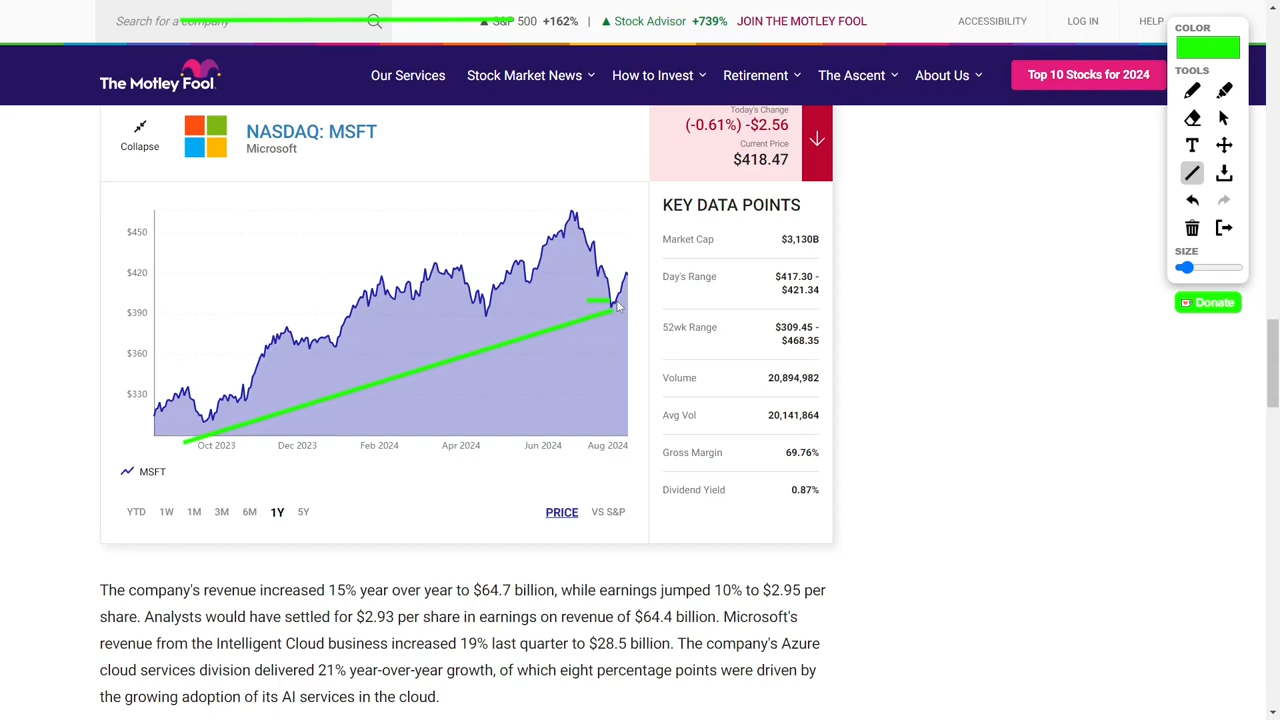 Search for a company
▲ S&P 500 +162% | ▲ Stock Advisor +739% JOIN THE MOTLEY FOOL
ACCESSIBILITY LOG IN HELP
The Motley Fool.
Our Services Stock Market News How to Invest Retirement The Ascent About Us
Top 10 Stocks for 2024
COLOR
TOOLS
T
SIZE
Donate
Collapse
NASDAQ: MSFT
Microsoft
Today's Change
(-0.61%) -$2.56
Current Price
$418.47
$450
$420
$390
$360
$330
Oct 2023 Dec 2023 Feb 2024 Apr 2024 Jun 2024 Aug 2024
MSFT
YTD 1W 1M 3M 6M 1Y 5Y
PRICE VS S&P
KEY DATA POINTS
Market Cap $3,130B
Day's Range $417.30 -
$421.34
52wk Range $309.45 -
$468.35
Volume 20,894,982
Avg Vol 20,141,864
Gross Margin 69.76%
Dividend Yield 0.87%
The company's revenue increased 15% year over year to $64.7 billion, while earnings jumped 10% to $2.95 per
share. Analysts would have settled for $2.93 per share in earnings on revenue of $64.4 billion. Microsoft's
revenue from the Intelligent Cloud business increased 19% last quarter to $28.5 billion. The company's Azure
cloud services division delivered 21% year-over-year growth, of which eight percentage points were driven by
the growing adoption of its AI services in the cloud.